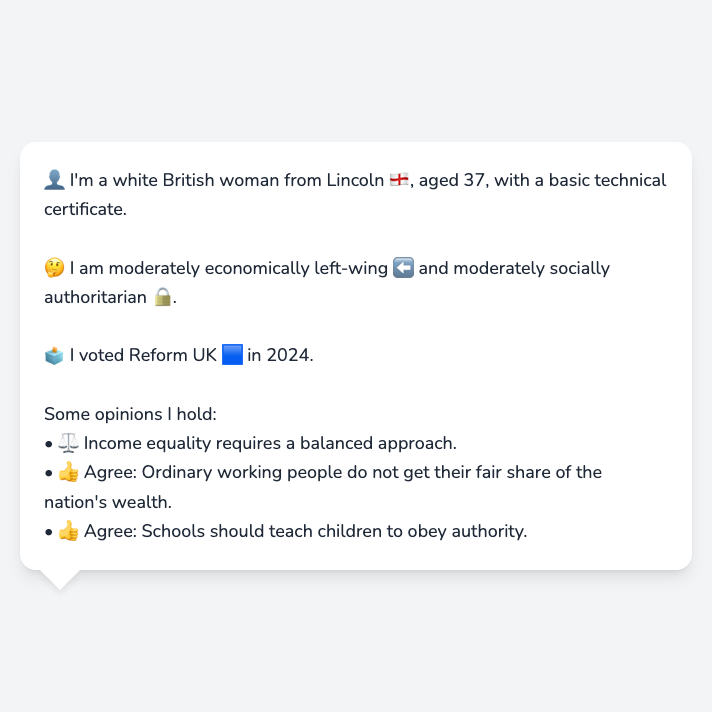 👤 I'm a white British woman from Lincoln 🏴󠁧󠁢󠁥󠁮󠁧󠁿, aged 37, with a basic technical
certificate.
🤔 I am moderately economically left-wing ⬅️ and moderately socially
authoritarian 🔒.
🗳️ I voted Reform UK 🟦 in 2024.
Some opinions I hold:
• ⚖️ Income equality requires a balanced approach.
• 👍 Agree: Ordinary working people do not get their fair share of the
nation's wealth.
• 👍 Agree: Schools should teach children to obey authority.